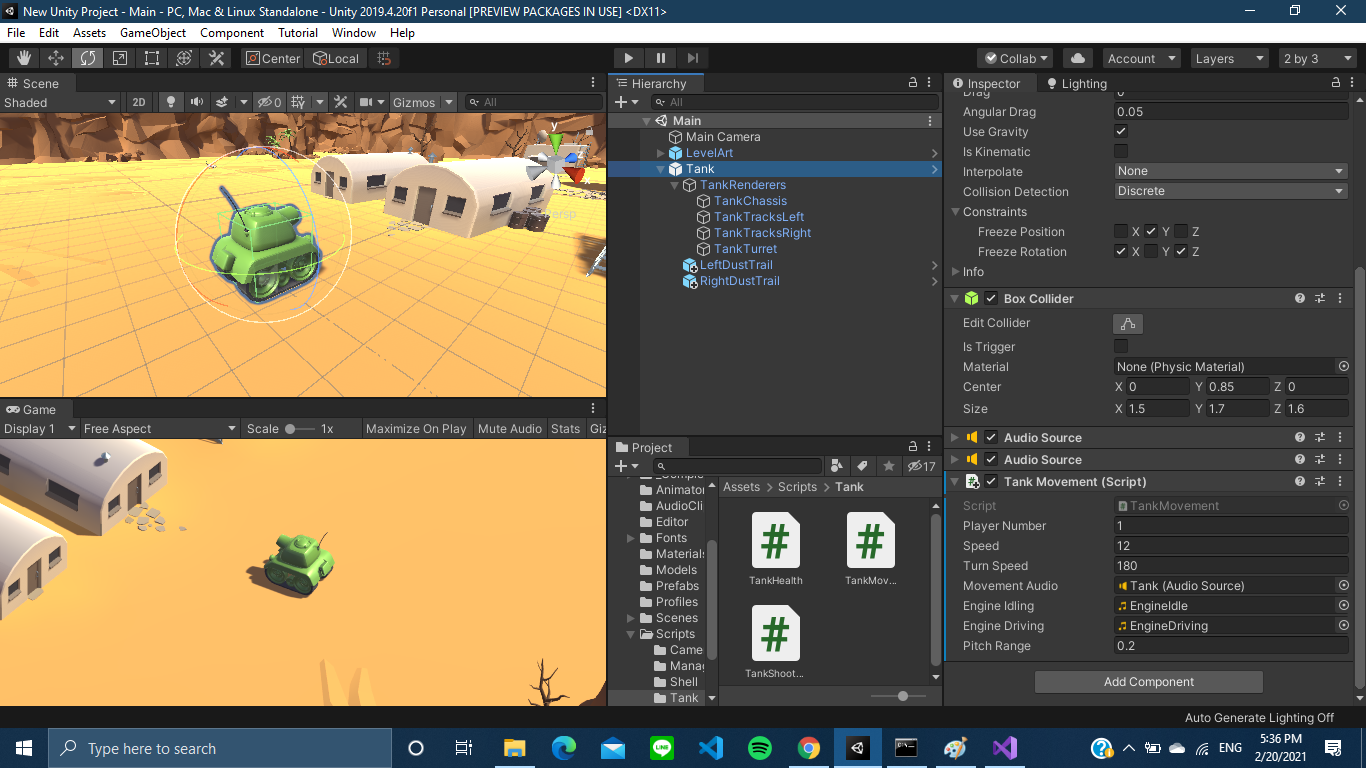 New Unity Project - Main - PC, Mac & Linux Standalone - Unity 2019.4.20f1 Personal [PREVIEW PACKAGES IN USE] <DX11>
File Edit Assets GameObject Component Tutorial Window Help
Center Local Collab Account Layers 2 by 3
Scene
Shaded 2D 0 Gizmos All
y
x
Persp
Game
Display 1 Free Aspect Scale 1x Maximize On Play Mute Audio Stats Giz
Hierarchy
All
Main
Main Camera
LevelArt
Tank
TankRenderers
TankChassis
TankTracksLeft
TankTracksRight
TankTurret
LeftDustTrail
RightDustTrail
Project
17
Animator
AudioCli
Editor
Fonts
Materials
Models
Prefabs
Profiles
Scenes
Scripts
Came
Manag
Shell
Tank
Assets > Scripts > Tank
TankHealth
TankMov...
TankShoot...
Inspector Lighting
Drag 0
Angular Drag 0.05
Use Gravity
Is Kinematic
Interpolate None
Collision Detection Discrete
Constraints
Freeze Position X Y Z
Freeze Rotation X Y Z
Info
Box Collider
Edit Collider
Is Trigger
Material None (Physic Material)
Center X 0 Y 0.85 Z 0
Size X 1.5 Y 1.7 Z 1.6
Audio Source
Audio Source
Tank Movement (Script)
Script TankMovement
Player Number 1
Speed 12
Turn Speed 180
Movement Audio Tank (Audio Source)
Engine Idling EngineIdle
Engine Driving EngineDriving
Pitch Range 0.2
Add Component
Auto Generate Lighting Off
Type here to search
LINE
ENG
5:36 PM
2/20/2021